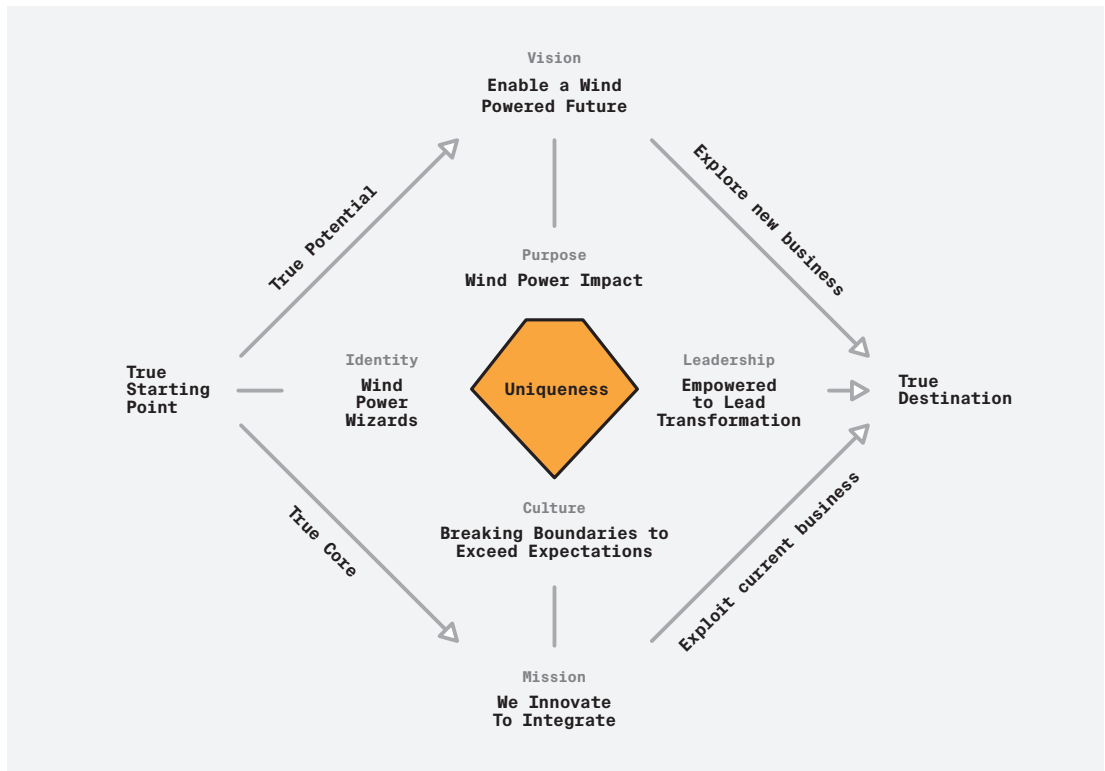 Vision
Enable a Wind
Powered Future
True Potential
Explore new business
Purpose
Wind Power Impact
True
Starting
Point
Identity
Wind
Power
Wizards
Uniqueness
Leadership
Empowered
to Lead
Transformation
True
Destination
Culture
Breaking Boundaries to
Exceed Expectations
True Core
Exploit current business
Mission
We Innovate
To Integrate